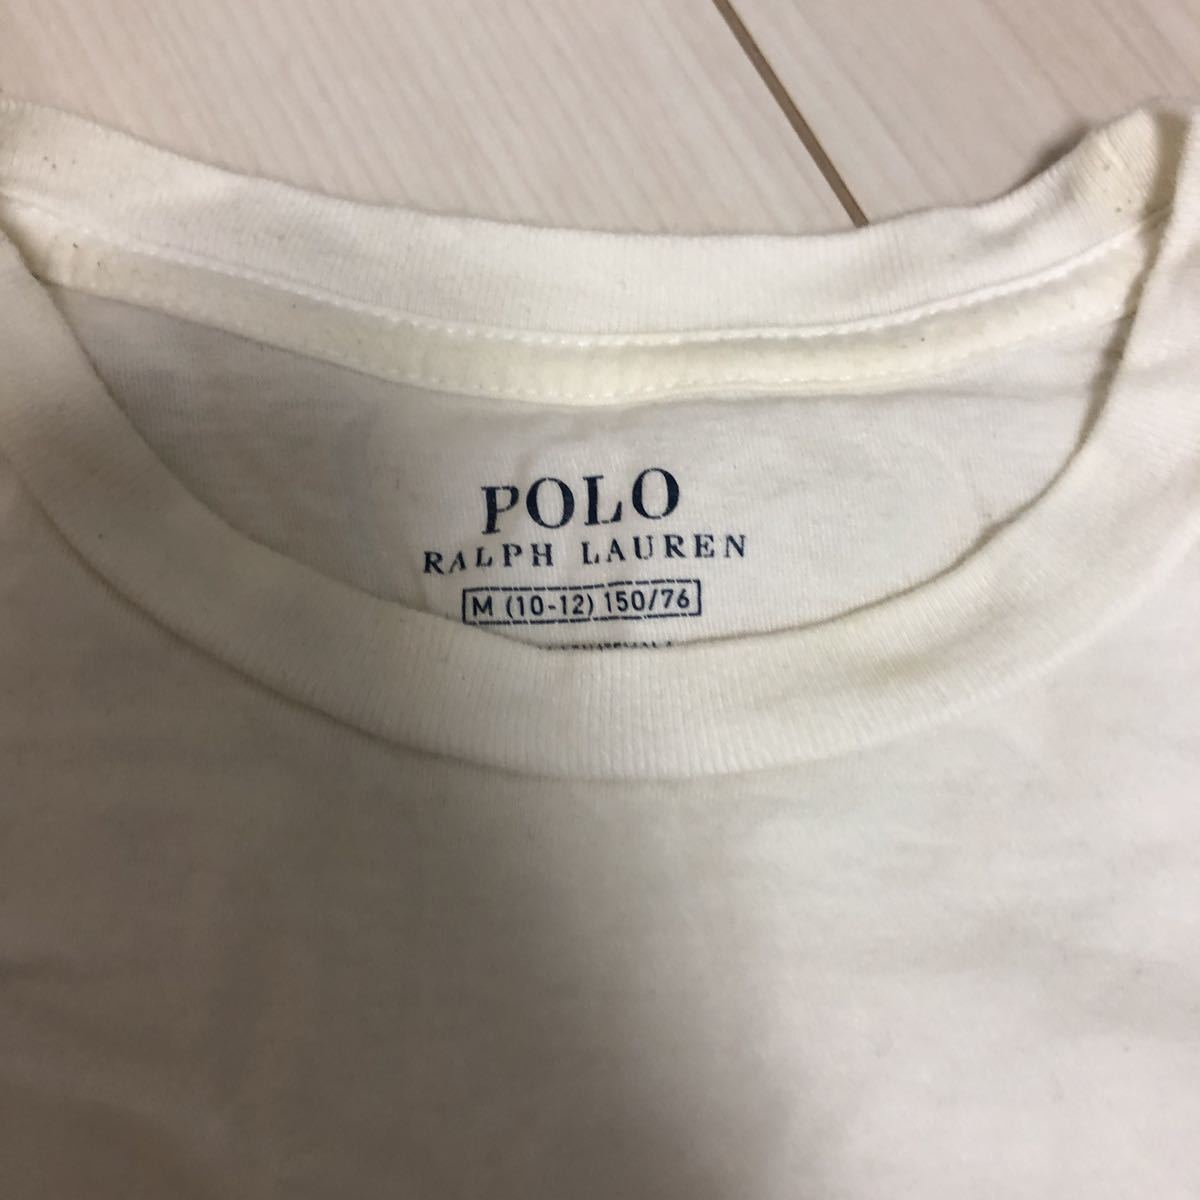 POLO
RALPH LAUREN
M (10-12) 150/76